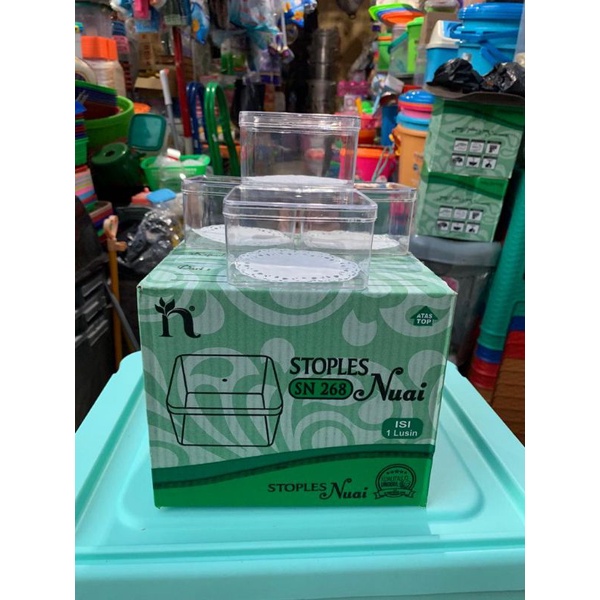 n
ATAS
TOP
STOPLES
SN 268 Nuai
ISI
1 Lusin
STOPLES Nuai